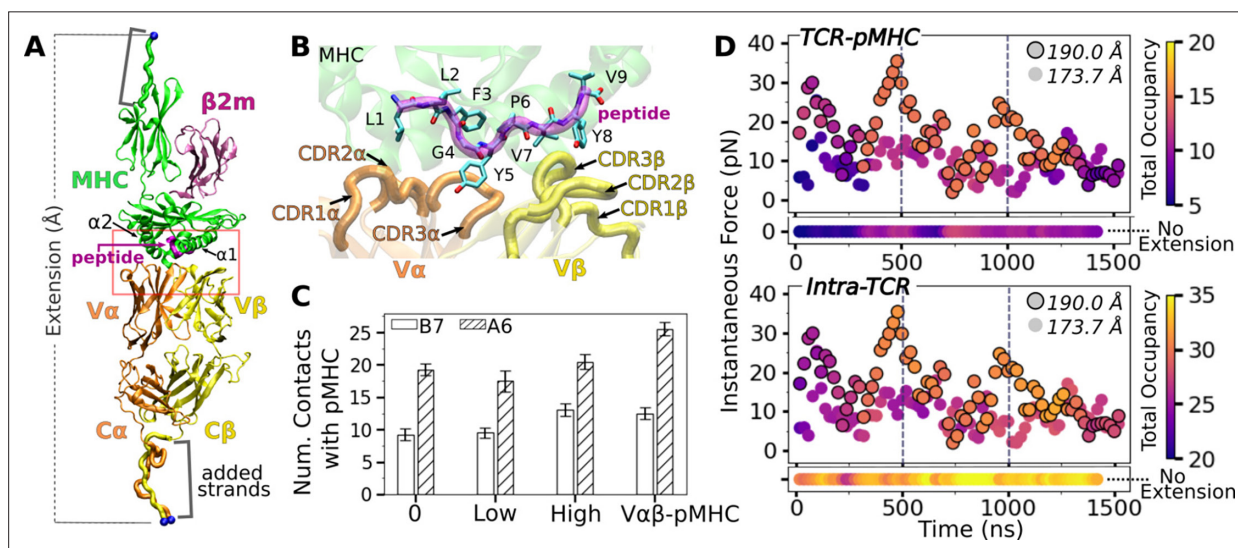 A
Extension (Å)
β2m
MHC
α2
peptide
α1
Vα
Vβ
Cα
Cβ
added
strands
B
MHC
L1
L2
F3
G4
Y5
P6
V7
Y8
V9
peptide
CDR2α
CDR1α
CDR3α
CDR3β
CDR2β
CDR1β
Vα
Vβ
C
Num. Contacts
with pMHC
25
20
15
10
5
0
B7
A6
0
Low
High
Vαβ-pMHC
D
Instantaneous Force (pN)
TCR-pMHC
190.0 Å
173.7 Å
40
30
20
10
0
0
No
Extension
0
500
1000
1500
Total Occupancy
20
15
10
5
Intra-TCR
190.0 Å
173.7 Å
40
30
20
10
0
No
Extension
0
500
1000
1500
Time (ns)
Total Occupancy
35
30
25
20